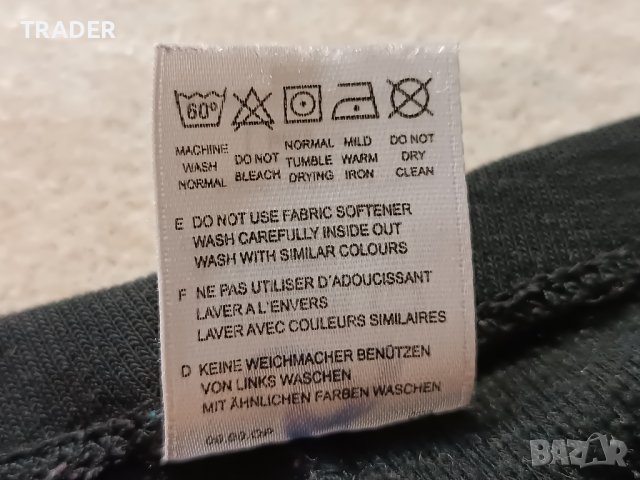 TRADER
60°
MACHINE WASH NORMAL
DO NOT BLEACH
NORMAL TUMBLE DRYING
MILD WARM IRON
DO NOT DRY CLEAN
E DO NOT USE FABRIC SOFTENER
WASH CAREFULLY INSIDE OUT
WASH WITH SIMILAR COLOURS
F NE PAS UTILISER D'ADOUCISSANT
LAVER A L'ENVERS
LAVER AVEC COULEURS SIMILAIRES
D KEINE WEICHMACHER BENÜTZEN
VON LINKS WASCHEN
MIT ÄHNLICHEN FARBEN WASCHEN
bazar